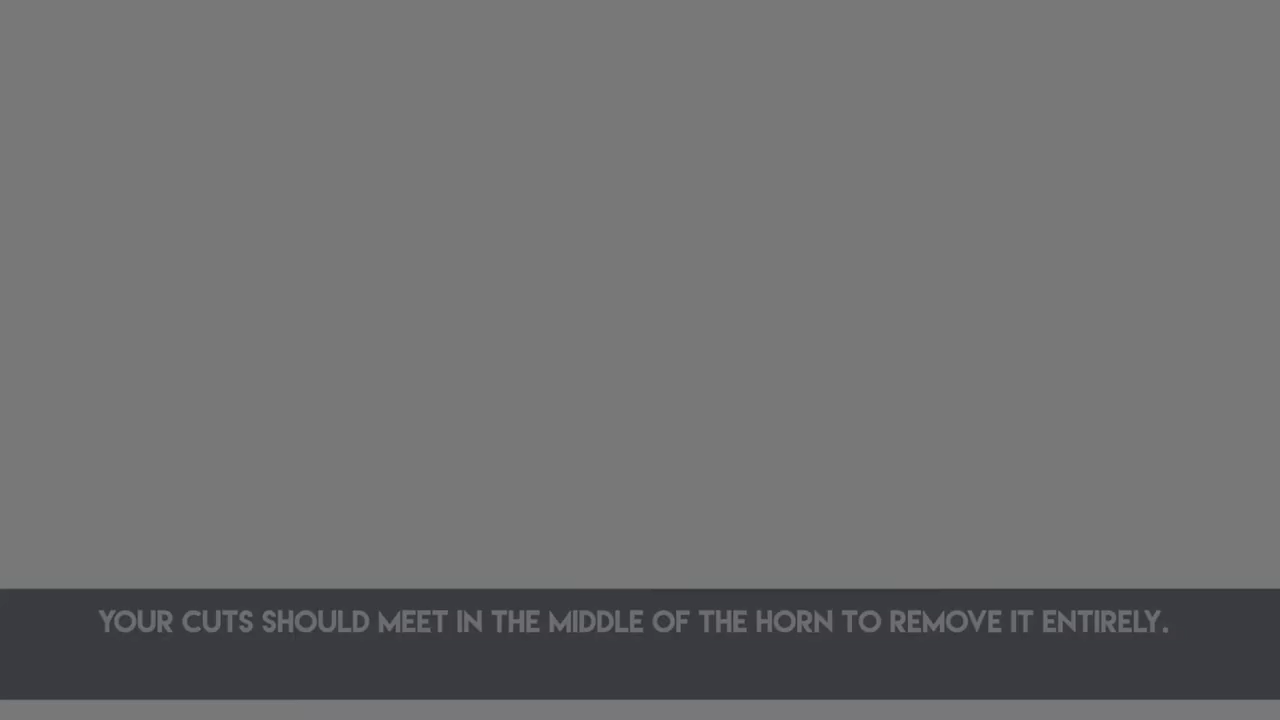 YOUR CUTS SHOULD MEET IN THE MIDDLE OF THE HORN TO REMOVE IT ENTIRELY.